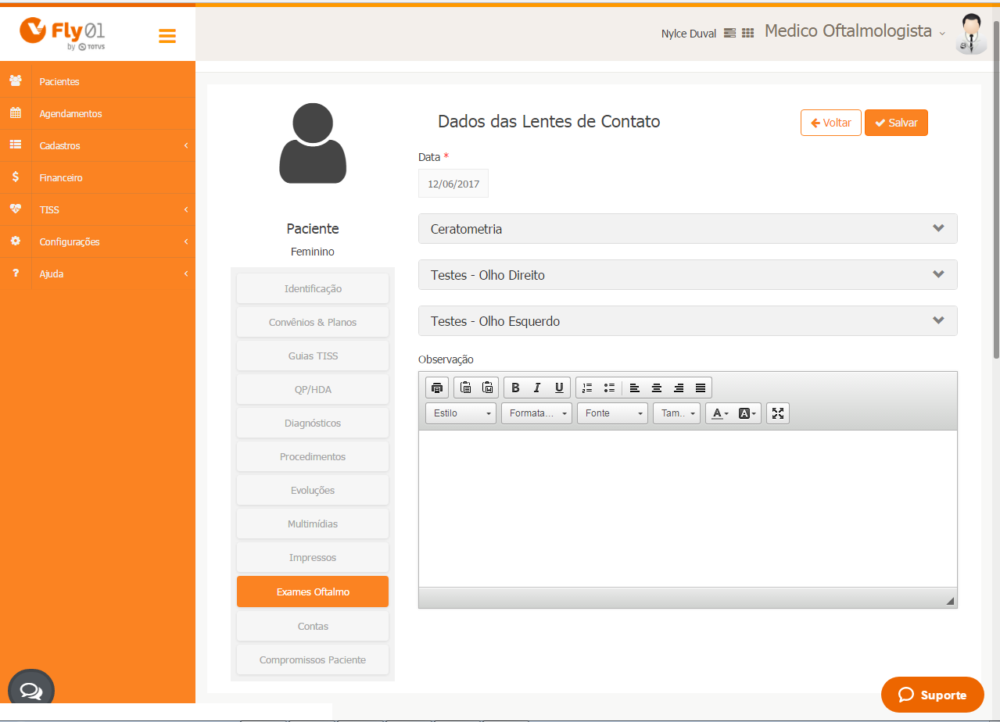 Fly01
by TOTVS
Nylce Duval
Medico Oftalmologista
Pacientes
Agendamentos
Cadastros
Financeiro
TISS
Configurações
Ajuda
Paciente
Feminino
Identificação
Convênios & Planos
Guias TISS
QP/HDA
Diagnósticos
Procedimentos
Evoluções
Multimídias
Impressos
Exames Oftalmo
Contas
Compromissos Paciente
Dados das Lentes de Contato
Voltar
Salvar
Data *
12/06/2017
Ceratometria
Testes - Olho Direito
Testes - Olho Esquerdo
Observação
B I U
Estilo
Formata...
Fonte
Tam..
A
A
Suporte